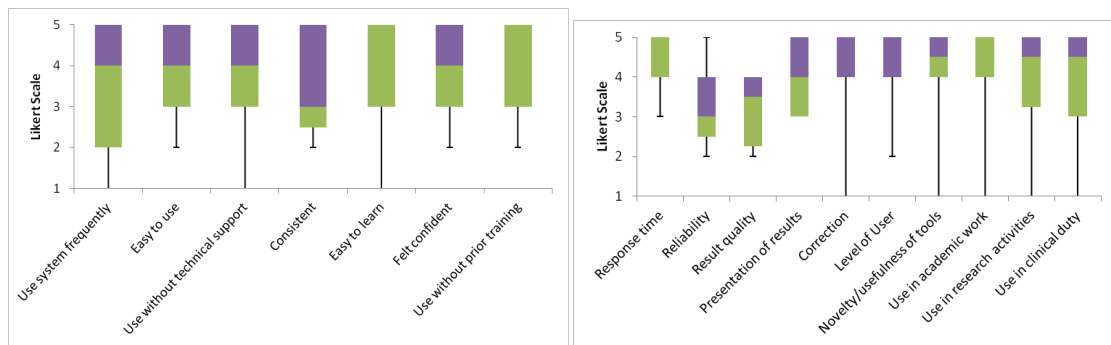 Likert Scale
5
4
3
2
1
Use system frequently
Easy to use
Use without technical support
Consistent
Easy to learn
Felt confident
Use without prior training
Likert Scale
5
4
3
2
1
Response time
Reliability
Result quality
Presentation of results
Correction
Level of User
Novelty/usefulness of tools
Use in academic work
Use in research activities
Use in clinical duty